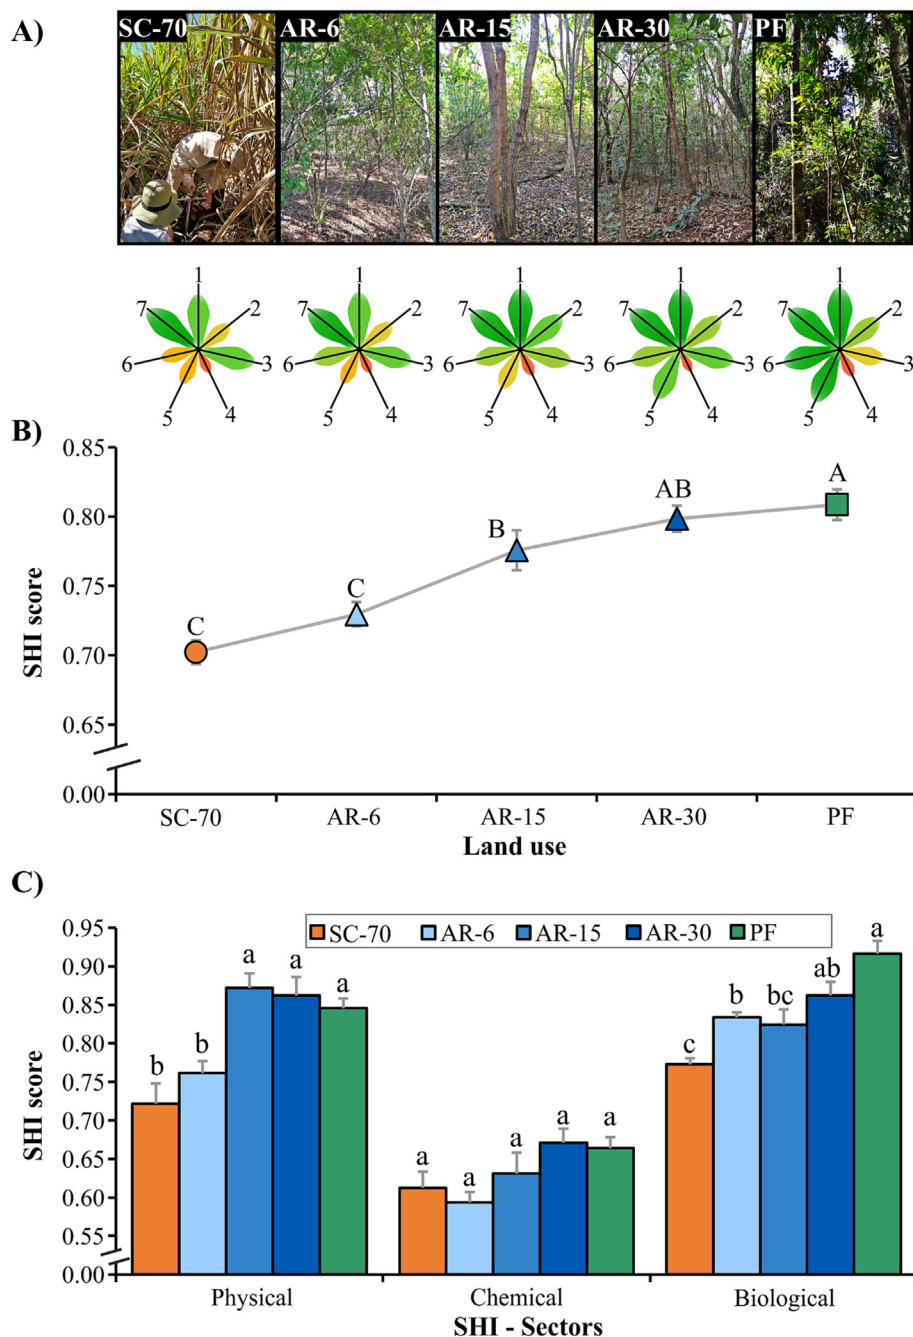 A)
SC-70 AR-6 AR-15 AR-30 PF
1 1 1 1 1
7 2 7 2 7 2 7 2 7 2
6 3 6 3 6 3 6 3 6 3
5 4 5 4 5 4 5 4 5 4
B)
0.85
0.80
0.75
0.70
0.65
0.00
SHI score
C C B AB A
SC-70 AR-6 AR-15 AR-30 PF
Land use
C)
0.95
0.90
0.85
0.80
0.75
0.70
0.65
0.60
0.55
0.00
SHI score
SC-70 AR-6 AR-15 AR-30 PF
b b a a a
a a a a a
c b bc ab a
Physical Chemical Biological
SHI - Sectors